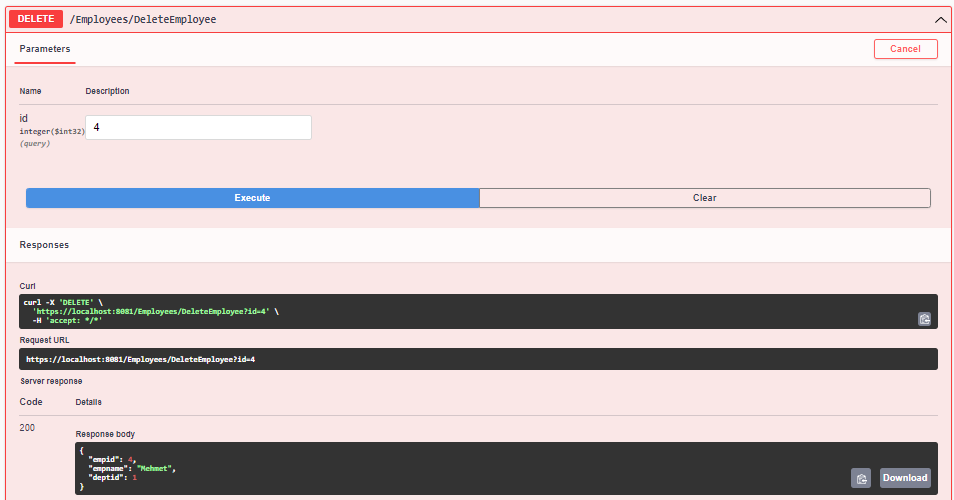 DELETE /Employees/DeleteEmployee
Parameters
Cancel
Name Description
id
integer($int32)
(query)
4
Execute
Clear
Responses
Curl
curl -X 'DELETE' \
'https://localhost:8081/Employees/DeleteEmployee?id=4' \
-H 'accept: */*'
Request URL
https://localhost:8081/Employees/DeleteEmployee?id=4
Server response
Code Details
200
Response body
{
"empid": 4,
"empname": "Mehmet",
"deptid": 1
}
Download